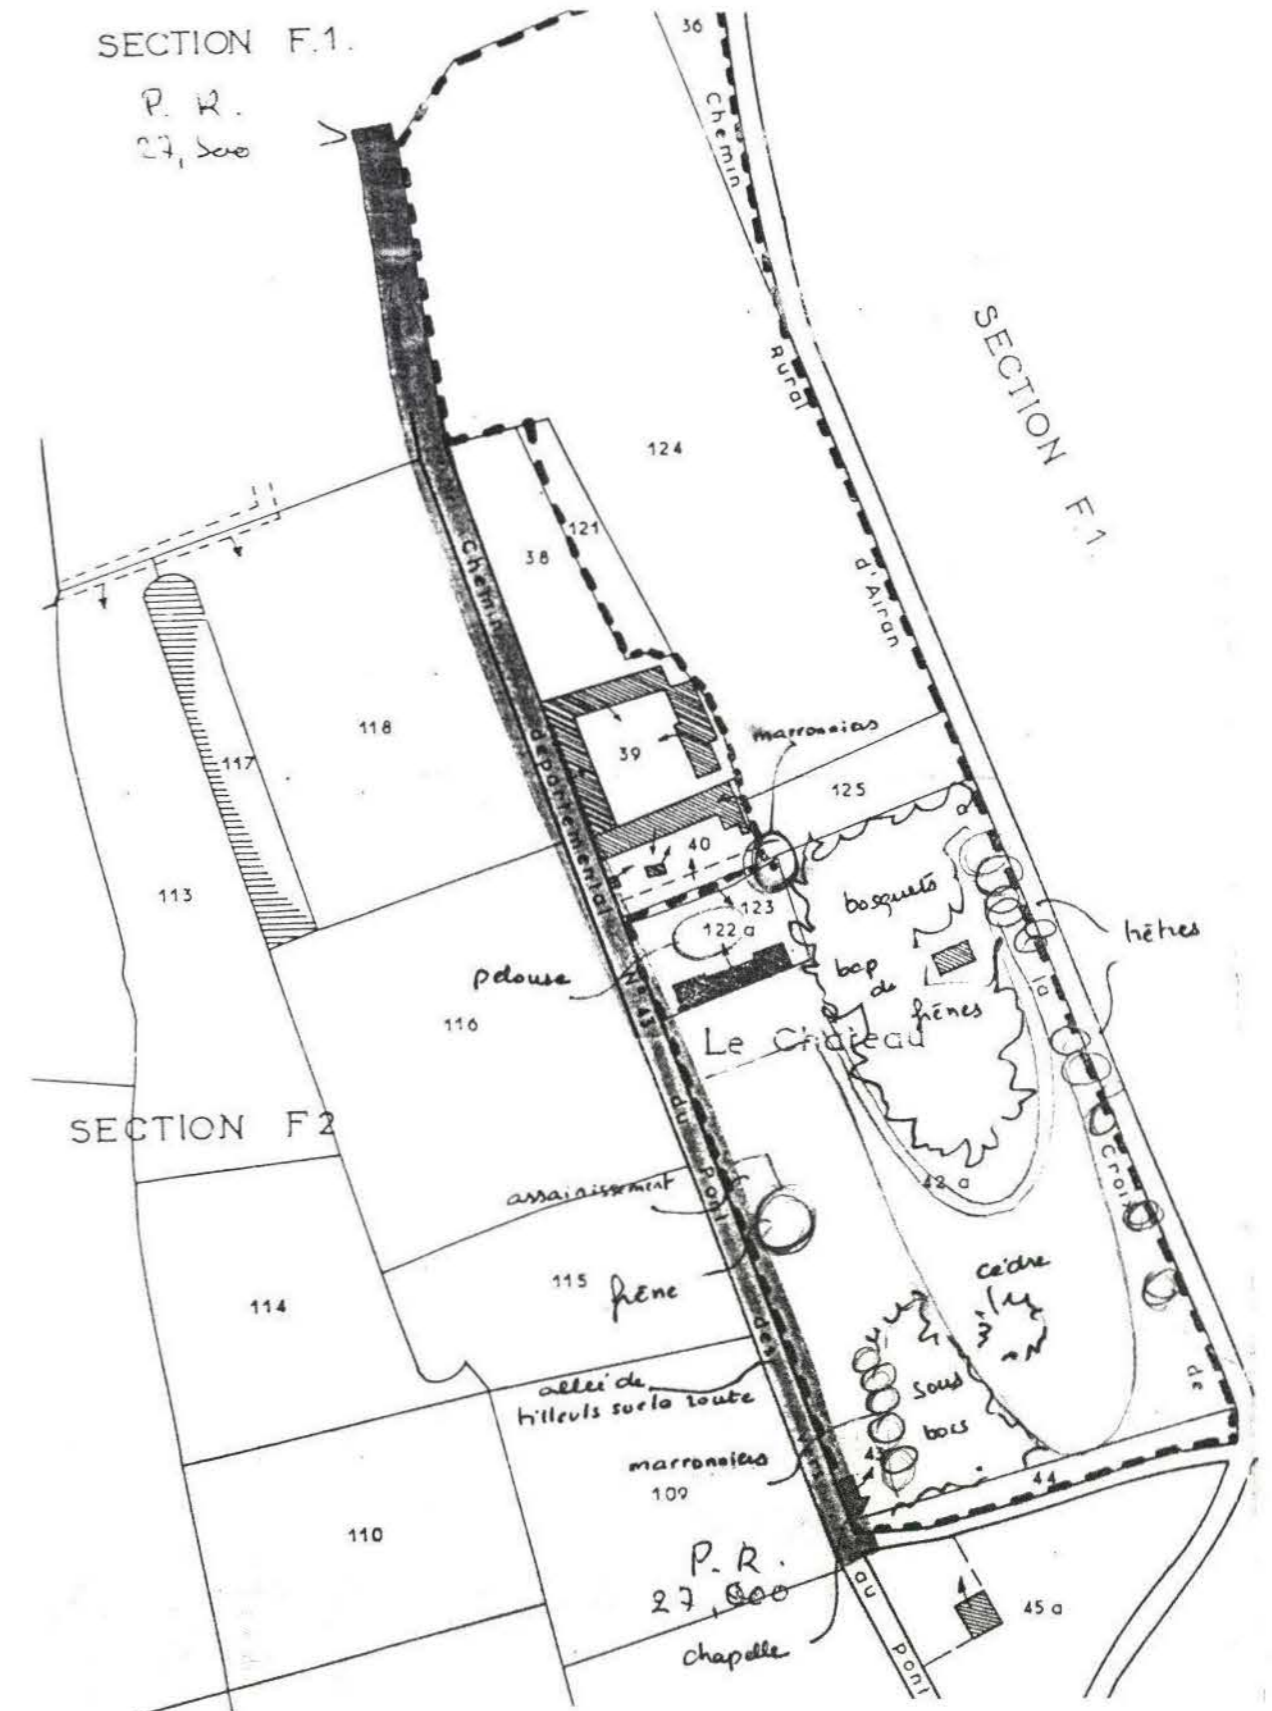 SECTION F.1.
P. R.
27,500
36
Chemin
Rural
d'Airan
à
la
Croix
de
SECTION F.1.
124
121
38
Chemin
départemental
N° 43
du
Pont
des
au
pont
118
117
39
marronniers
125
113
40
123
122 a
bosquets
bap
de
frênes
hêtres
pelouse
116
Le Château
SECTION F2
42 a
assainissement
115
frêne
114
cèdre
allée de
tilleuls sur la route
sous
bois
marronniers
109
43
44
110
P. R.
27,000
45 a
chapelle